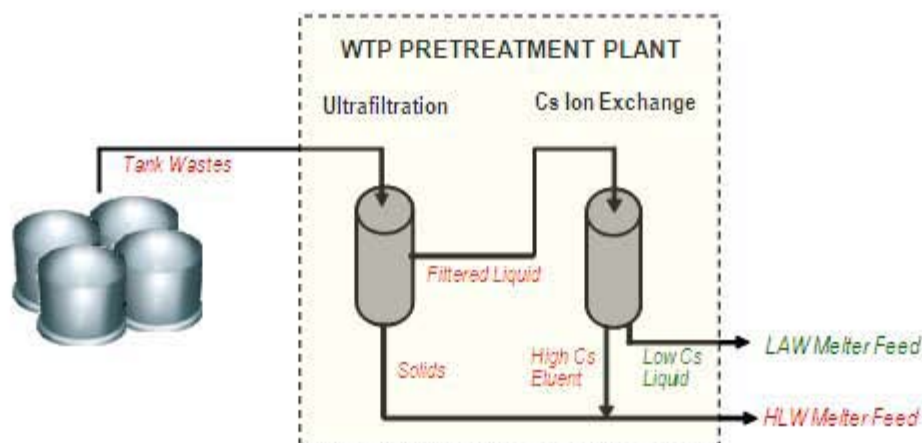 WTP PRETREATMENT PLANT
Ultrafiltration
Cs Ion Exchange
Tank Wastes
Filtered Liquid
Solids
High Cs
Eluent
Low Cs
Liquid
LAW Melter Feed
HLW Melter Feed